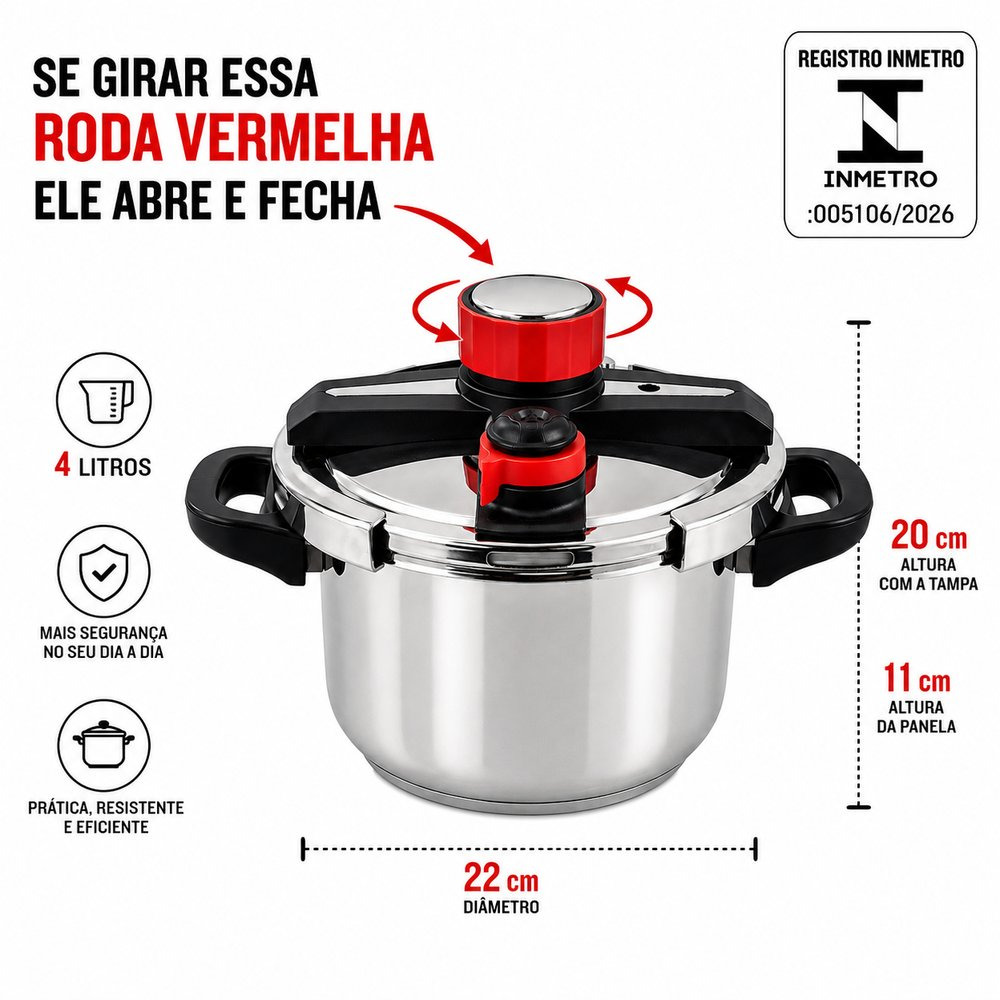 SE GIRAR ESSA
RODA VERMELHA
ELE ABRE E FECHA
REGISTRO INMETRO
INMETRO
:005106/2026
4 LITROS
MAIS SEGURANÇA
NO SEU DIA A DIA
PRÁTICA, RESISTENTE
E EFICIENTE
20 cm
ALTURA
COM A TAMPA
11 cm
ALTURA
DA PANELA
22 cm
DIÂMETRO